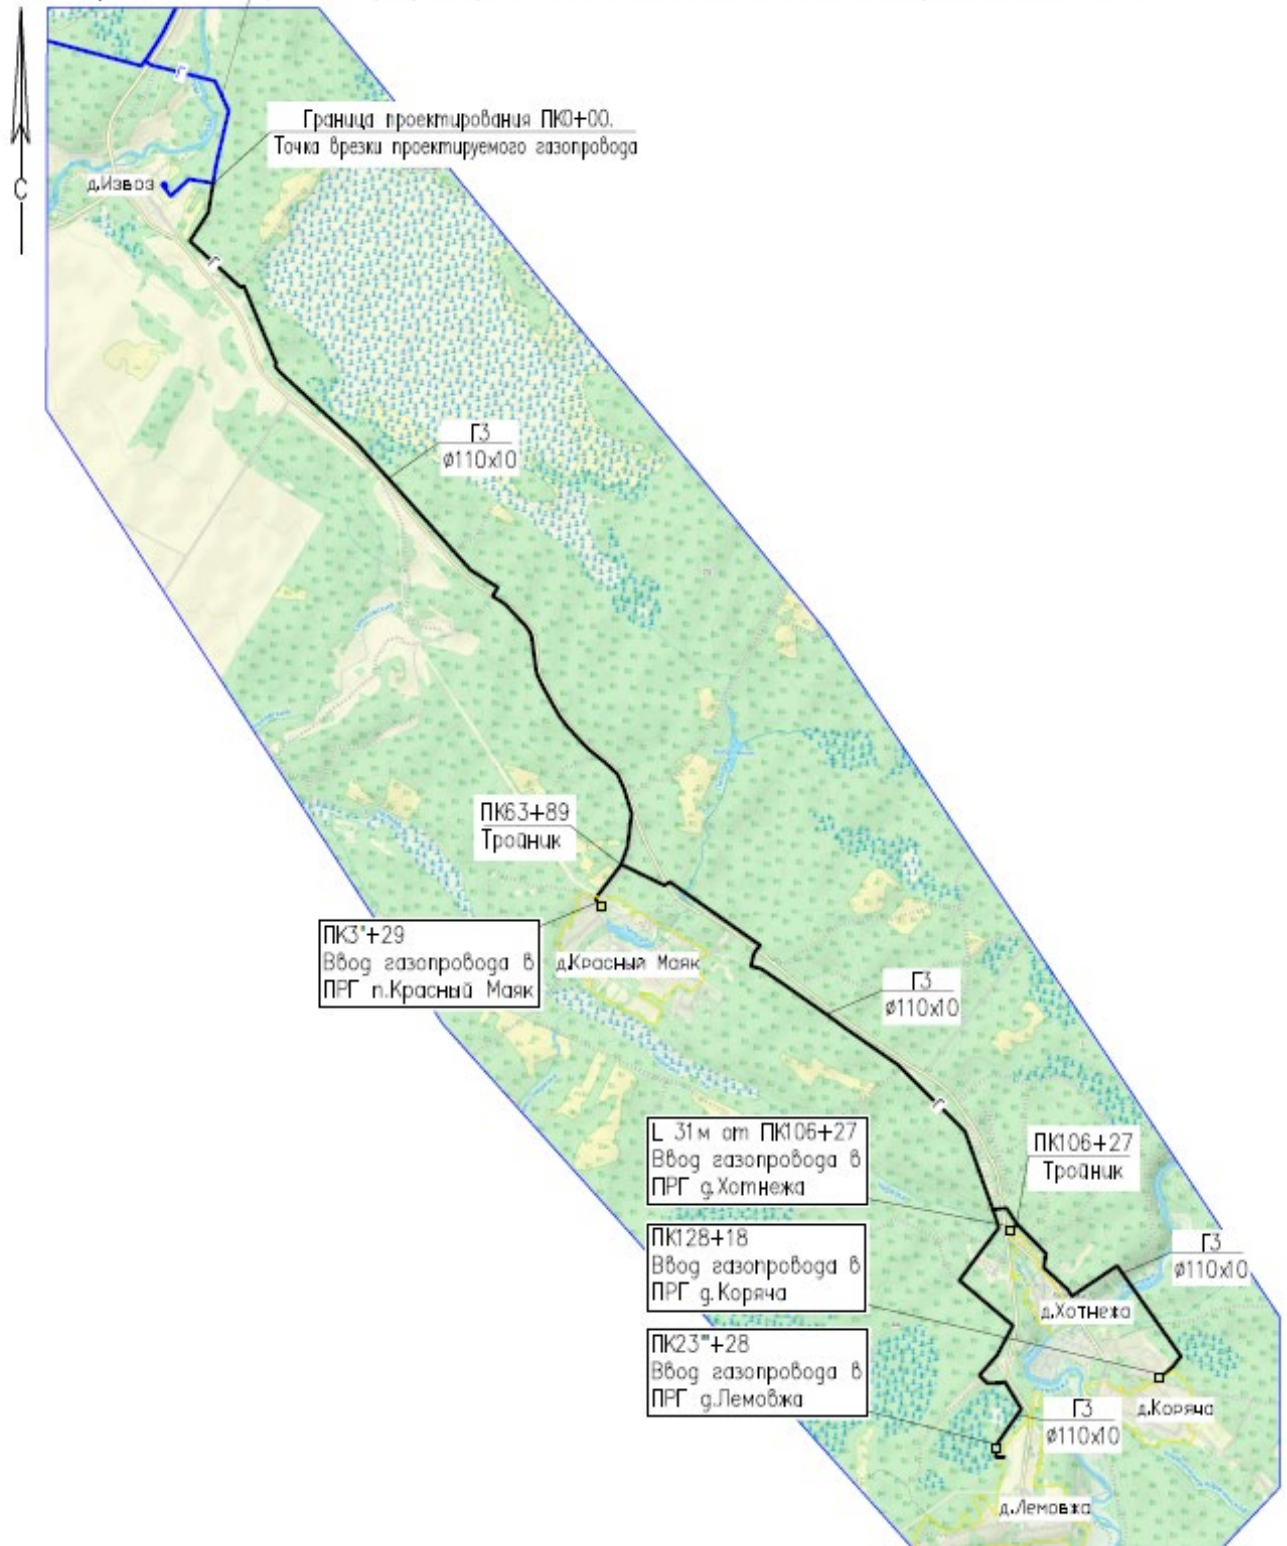 Граница проектирования ПК0+00.
Точка врезки проектируемого газопровода
д.Извоз
С
Г
Г
Г3
ø110х10
ПК63+89
Тройник
ПК3"+29
Ввод газопровода в
ПРГ п.Красный Маяк
д.Красный Маяк
Г3
ø110х10
Г
L 31м от ПК106+27
Ввод газопровода в
ПРГ д.Хотнежа
ПК106+27
Тройник
ПК128+18
Ввод газопровода в
ПРГ д.Коряча
Г3
ø110х10
д.Хотнежа
ПК23"+28
Ввод газопровода в
ПРГ д.Лемовжа
Г3
ø110х10
д.Коряча
д.Лемовжа